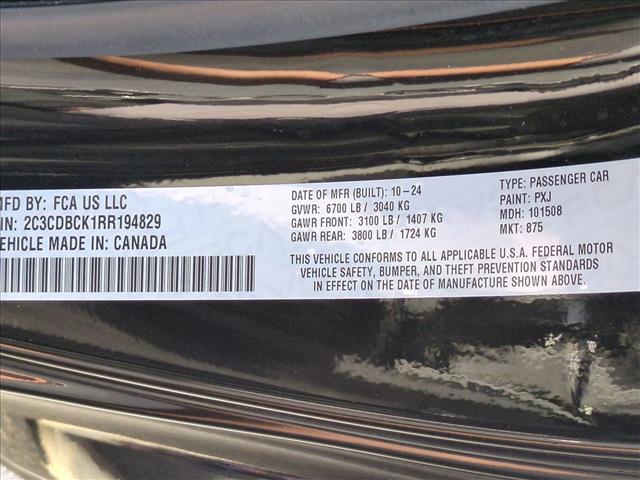 MFD BY: FCA US LLC
IN: 2C3CDBCK1RR194829
VEHICLE MADE IN: CANADA
DATE OF MFR (BUILT): 10-24
GVWR: 6700 LB / 3040 KG
GAWR FRONT: 3100 LB / 1407 KG
GAWR REAR: 3800 LB / 1724 KG
TYPE: PASSENGER CAR
PAINT: PXJ
MDH: 101508
MKT: 875
THIS VEHICLE CONFORMS TO ALL APPLICABLE U.S.A. FEDERAL MOTOR
VEHICLE SAFETY, BUMPER, AND THEFT PREVENTION STANDARDS
IN EFFECT ON THE DATE OF MANUFACTURE SHOWN ABOVE.